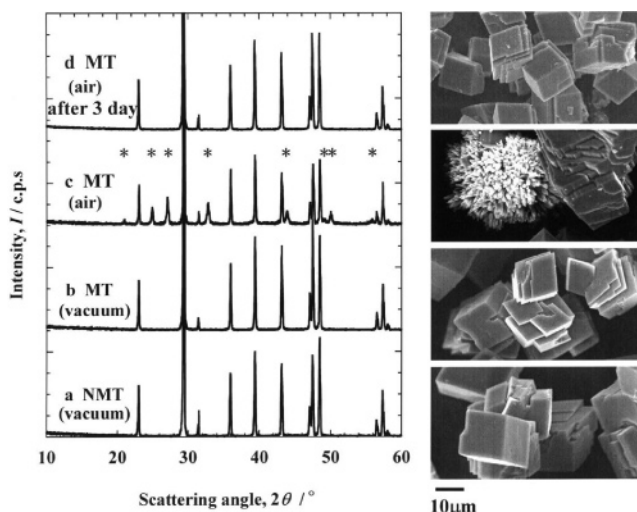 d MT
(air)
after 3 day
* * * * * ** *
c MT
(air)
b MT
(vacuum)
a NMT
(vacuum)
Intensity, I / c.p.s
10 20 30 40 50 60
Scattering angle, 2θ / °
10μm